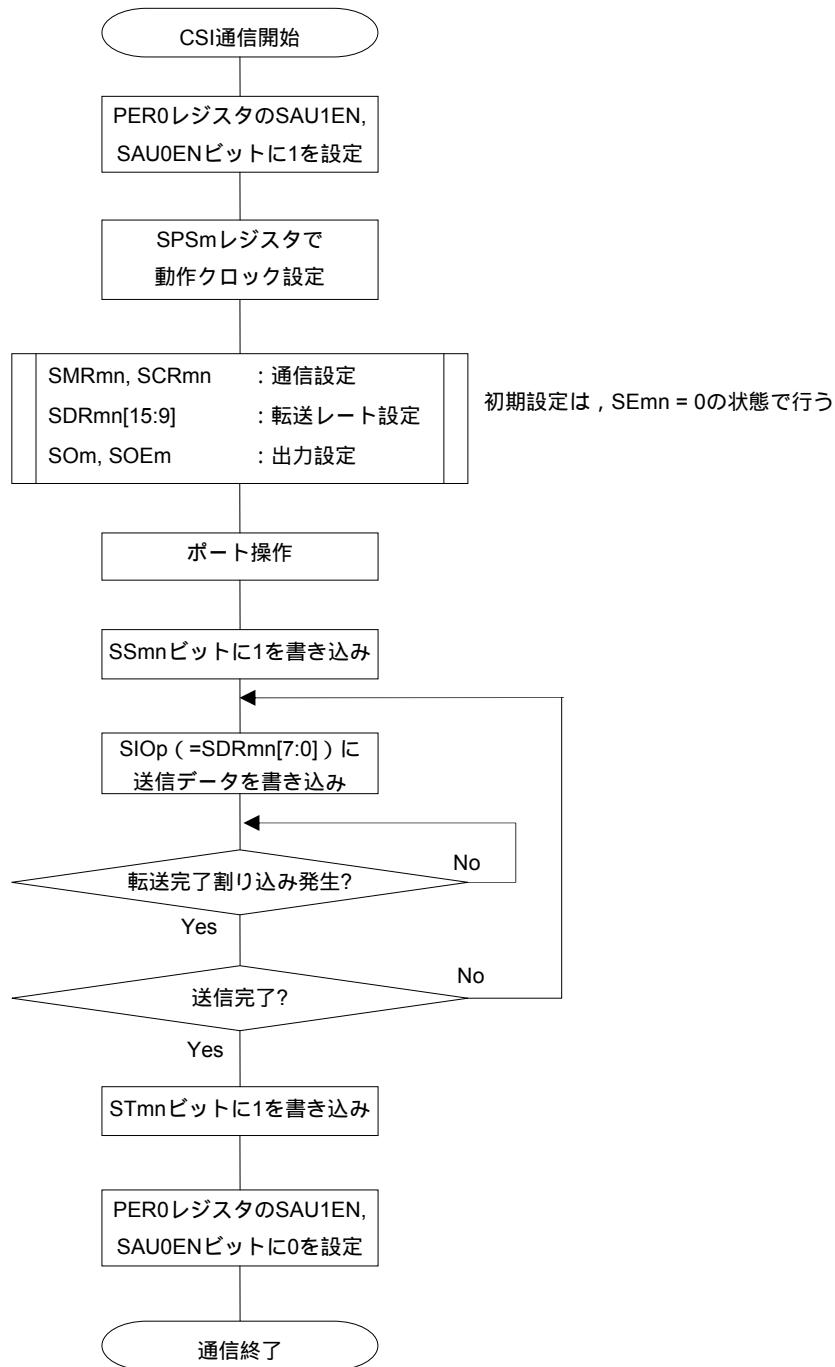 CSI通信開始
PER0レジスタのSAU1EN,
SAU0ENビットに1を設定
SPSmレジスタで
動作クロック設定
SMRmn, SCRmn ：通信設定
SDRmn[15:9] ：転送レート設定
SOm, SOEm ：出力設定
初期設定は，SEmn = 0の状態で行う
ポート操作
SSmnビットに1を書き込み
SIOp（=SDRmn[7:0]）に
送信データを書き込み
転送完了割り込み発生?
No
Yes
送信完了?
No
Yes
STmnビットに1を書き込み
PER0レジスタのSAU1EN,
SAU0ENビットに0を設定
通信終了